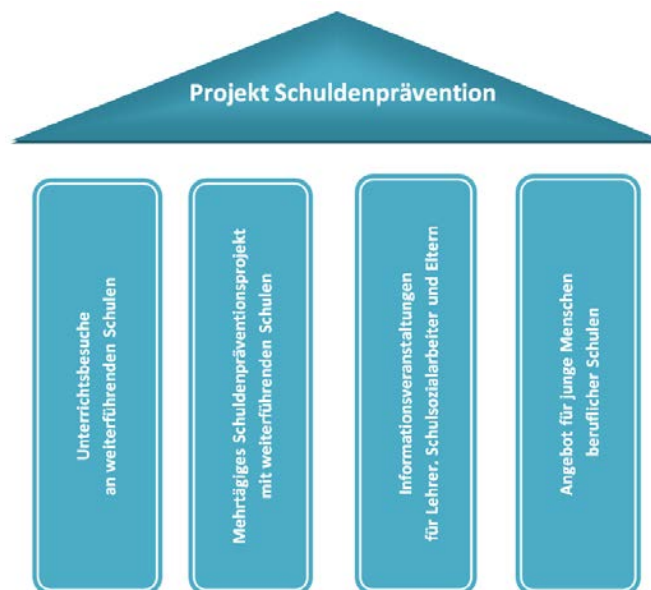 Projekt Schuldenprävention
Unterrichtsbesuche
an weiterführenden Schulen
Mehrtägiges Schuldenpräventionsprojekt
mit weiterführenden Schulen
Informationsveranstaltungen
für Lehrer, Schulsozialarbeiter und Eltern
Angebot für junge Menschen
beruflicher Schulen